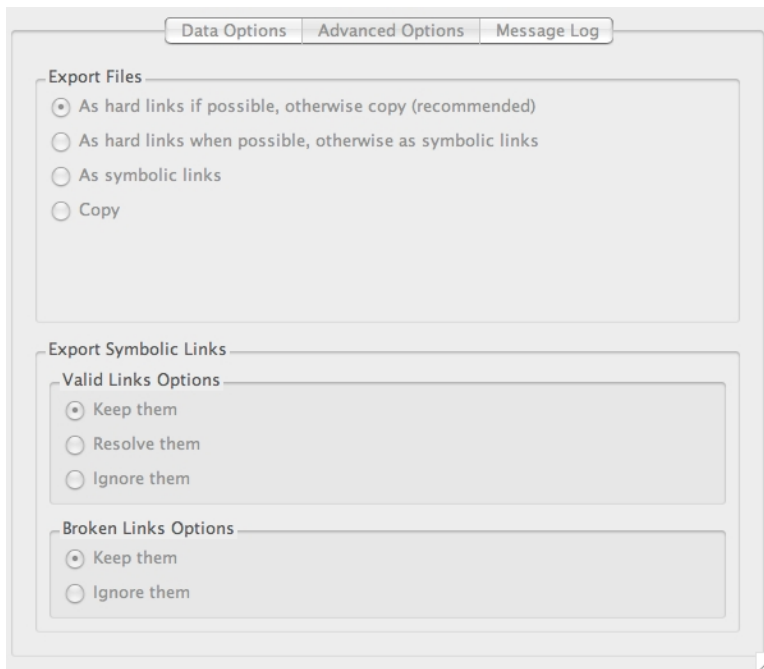 Data Options Advanced Options Message Log
Export Files
As hard links if possible, otherwise copy (recommended)
As hard links when possible, otherwise as symbolic links
As symbolic links
Copy
Export Symbolic Links
Valid Links Options
Keep them
Resolve them
Ignore them
Broken Links Options
Keep them
Ignore them